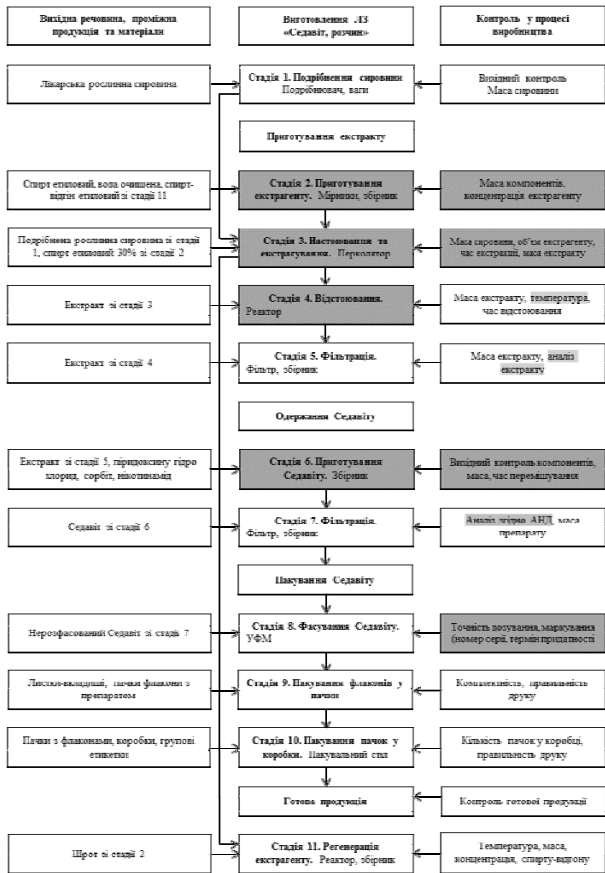 Вихідна речовина, проміжна
продукція та матеріали
Виготовлення ЛЗ
«Седавіт, розчин»
Контроль у процесі
виробництва
Лікарська рослинна сировина
Стадія 1. Подрібнення сировини
Подрібнювач, ваги
Вихідний контроль
Маса сировини
Приготування екстракту
Спирт етиловий, вода очищена, спирт-
відгін етиловий зі стадії 11
Стадія 2. Приготування
екстрагенту. Мірники, збірник
Маса компонентів,
концентрація екстрагенту
Подрібнена рослинна сировина зі стадії
1, спирт етиловий 30% зі стадії 2
Стадія 3. Настоювання та
екстрагування. Перколятор
Маса сировини, об’єм екстрагенту,
час екстракції, маса екстракту
Екстракт зі стадії 3
Стадія 4. Відстоювання.
Реактор
Маса екстракту, температура,
час відстоювання
Екстракт зі стадії 4
Стадія 5. Фільтрація.
Фільтр, збірник
Маса екстракту, аналіз
екстракту
Одержання Седавіту
Екстракт зі стадії 5, піридоксину гідро
хлорид, сорбіт, нікотинамід
Стадія 6. Приготування
Седавіту. Збірник
Вихідний контроль компонентів,
маса, час перемішування
Седавіт зі стадії 6
Стадія 7. Фільтрація.
Фільтр, збірник
Аналіз згідно АНД, маса
препарату
Пакування Седавіту
Нерозфасований Седавіт зі стадії 7
Стадія 8. Фасування Седавіту.
УФМ
Точність дозування, маркування
(номер серії, термін придатності
Листки-вкладиші, пачки флакони з
препаратом
Стадія 9. Пакування флаконів у
пачки
Комплектність, правильність
друку
Пачки з флаконами, коробки, групові
етикетки
Стадія 10. Пакування пачок у
коробки. Пакувальний стіл
Кількість пачок у коробці,
правильність друку
Готова продукція
Контроль готової продукції
Шрот зі стадії 2
Стадія 11. Регенерація
екстрагенту. Реактор, збірник
Температура, маса,
концентрація, спирту-відгону